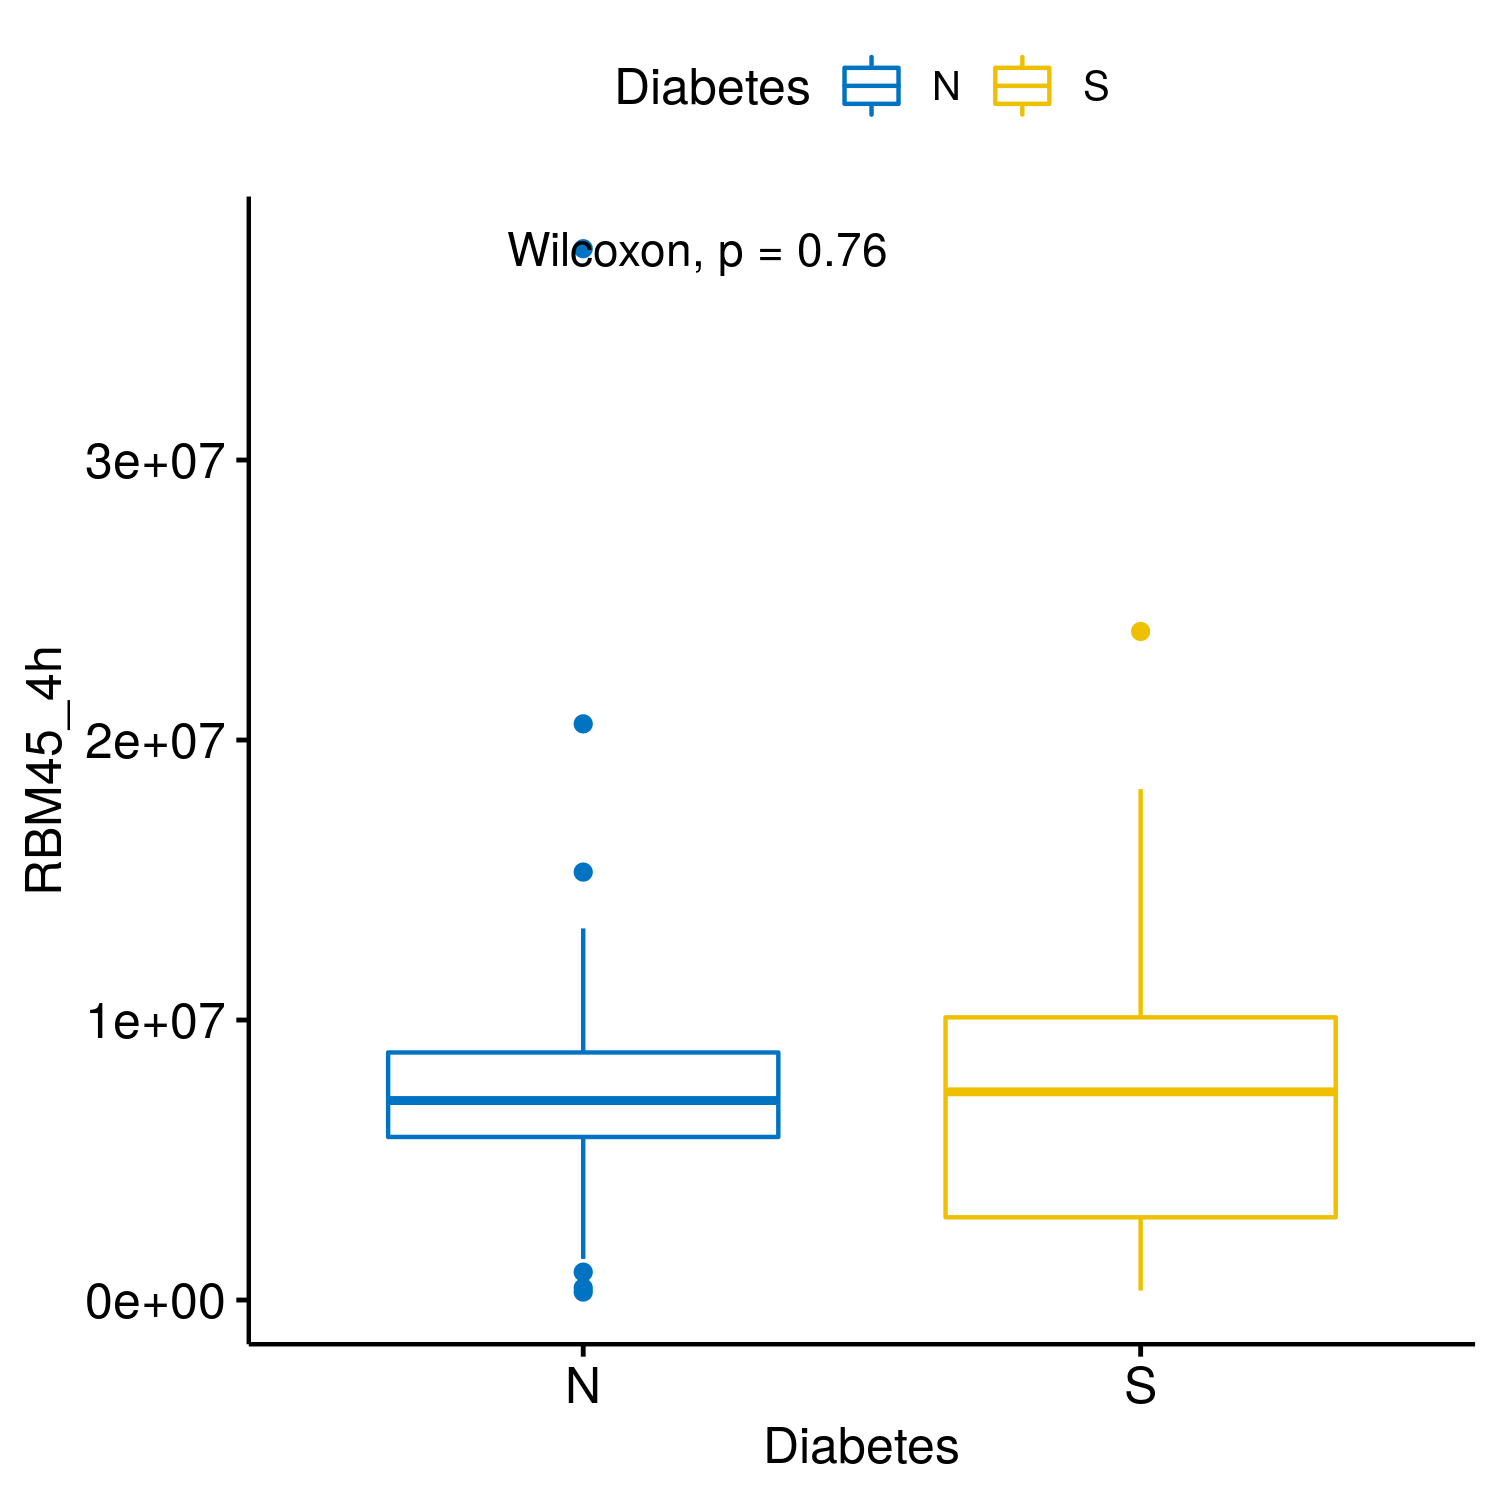 Diabetes N S
Wilcoxon, p = 0.76
3e+07
2e+07
1e+07
0e+00
RBM45_4h
N S
Diabetes